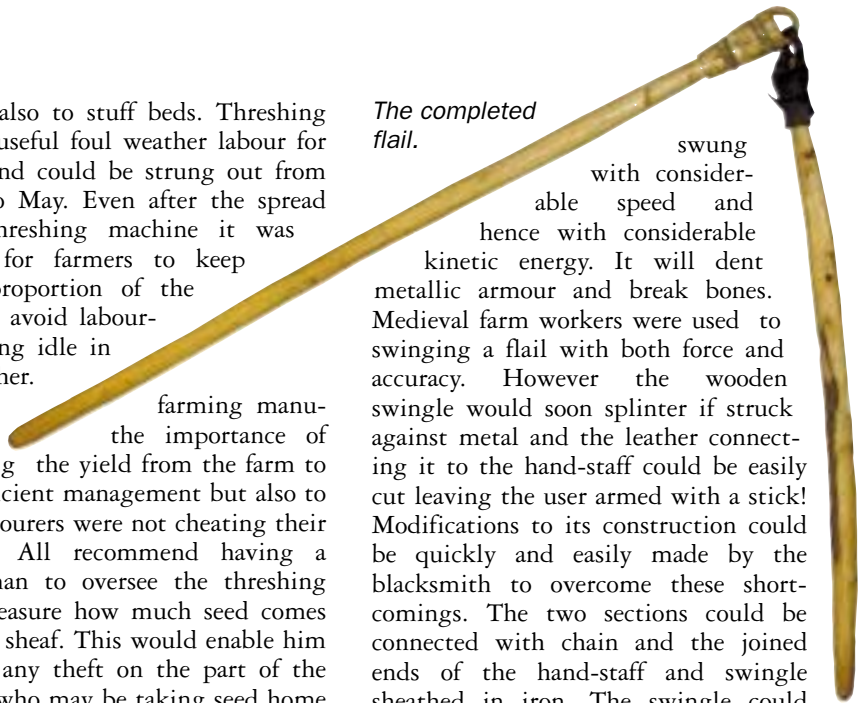 also to stuff beds. Threshing
useful foul weather labour for
nd could be strung out from
May. Even after the spread
hreshing machine it was
for farmers to keep
roportion of the
avoid labour-
ng idle in
her.
farming manu-
the importance of
g the yield from the farm to
cient management but also to
ourers were not cheating their
All recommend having a
an to oversee the threshing
easure how much seed comes
sheaf. This would enable him
any theft on the part of the
who may be taking seed home
The completed
flail.
swung
with consider-
able speed and
hence with considerable
kinetic energy. It will dent
metallic armour and break bones.
Medieval farm workers were used to
swinging a flail with both force and
accuracy. However the wooden
swingle would soon splinter if struck
against metal and the leather connect-
ing it to the hand-staff could be easily
cut leaving the user armed with a stick!
Modifications to its construction could
be quickly and easily made by the
blacksmith to overcome these short-
comings. The two sections could be
connected with chain and the joined
ends of the hand-staff and swingle
sheathed in iron. The swingle could